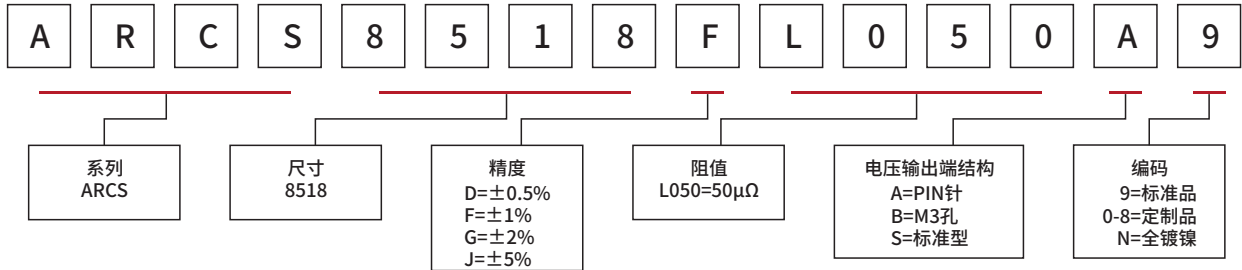 A R C S 8 5 1 8 F L 0 5 0 A 9
系列
ARCS
尺寸
8518
精度
D=±0.5%
F=±1%
G=±2%
J=±5%
阻值
L050=50μΩ
电压输出端结构
A=PIN针
B=M3孔
S=标准型
编码
9=标准品
0-8=定制品
N=全镀镍